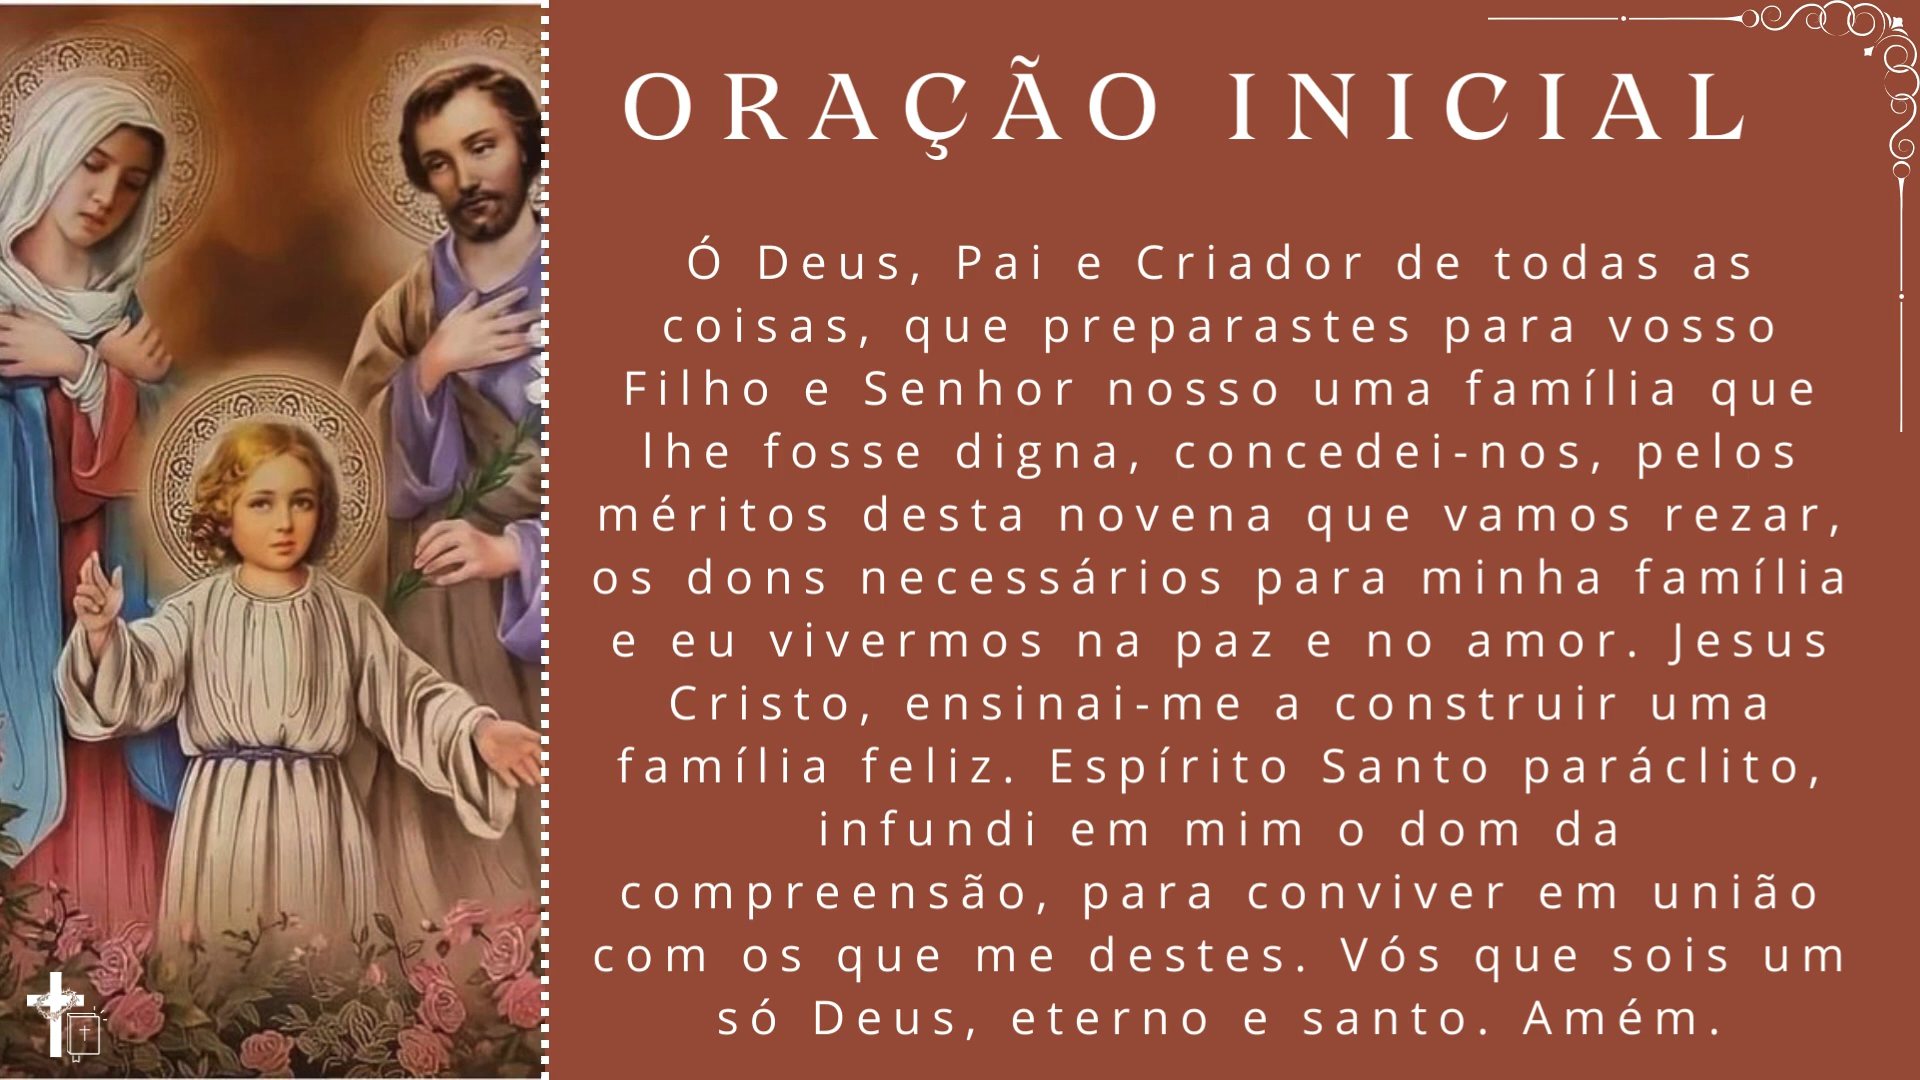 ORAÇÃO INICIAL
Ó Deus, Pai e Criador de todas as
coisas, que preparastes para vosso
Filho e Senhor nosso uma família que
lhe fosse digna, concedei-nos, pelos
méritos desta novena que vamos rezar,
os dons necessários para minha família
e eu vivermos na paz e no amor. Jesus
Cristo, ensinai-me a construir uma
família feliz. Espírito Santo paráclito,
infundi em mim o dom da
compreensão, para conviver em união
com os que me destes. Vós que sois um
só Deus, eterno e santo. Amém.